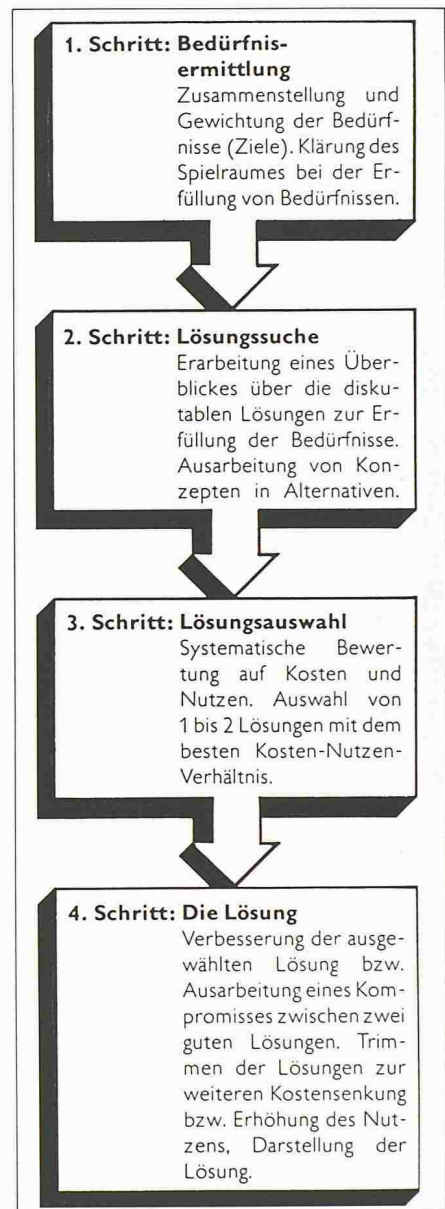 1. Schritt: Bedürfnis-
ermittlung
Zusammenstellung und
Gewichtung der Bedürf-
nisse (Ziele). Klärung des
Spielraumes bei der Er-
füllung von Bedürfnissen.
2. Schritt: Lösungssuche
Erarbeitung eines Über-
blickes über die disku-
tablen Lösungen zur Er-
füllung der Bedürfnisse.
Ausarbeitung von Kon-
zepten in Alternativen.
3. Schritt: Lösungsauswahl
Systematische Bewer-
tung auf Kosten und
Nutzen. Auswahl von
1 bis 2 Lösungen mit dem
besten Kosten-Nutzen-
Verhältnis.
4. Schritt: Die Lösung
Verbesserung der ausge-
wählten Lösung bzw.
Ausarbeitung eines Kom-
promisses zwischen zwei
guten Lösungen. Trim-
men der Lösungen zur
weiteren Kostensenkung
bzw. Erhöhung des Nut-
zens, Darstellung der
Lösung.